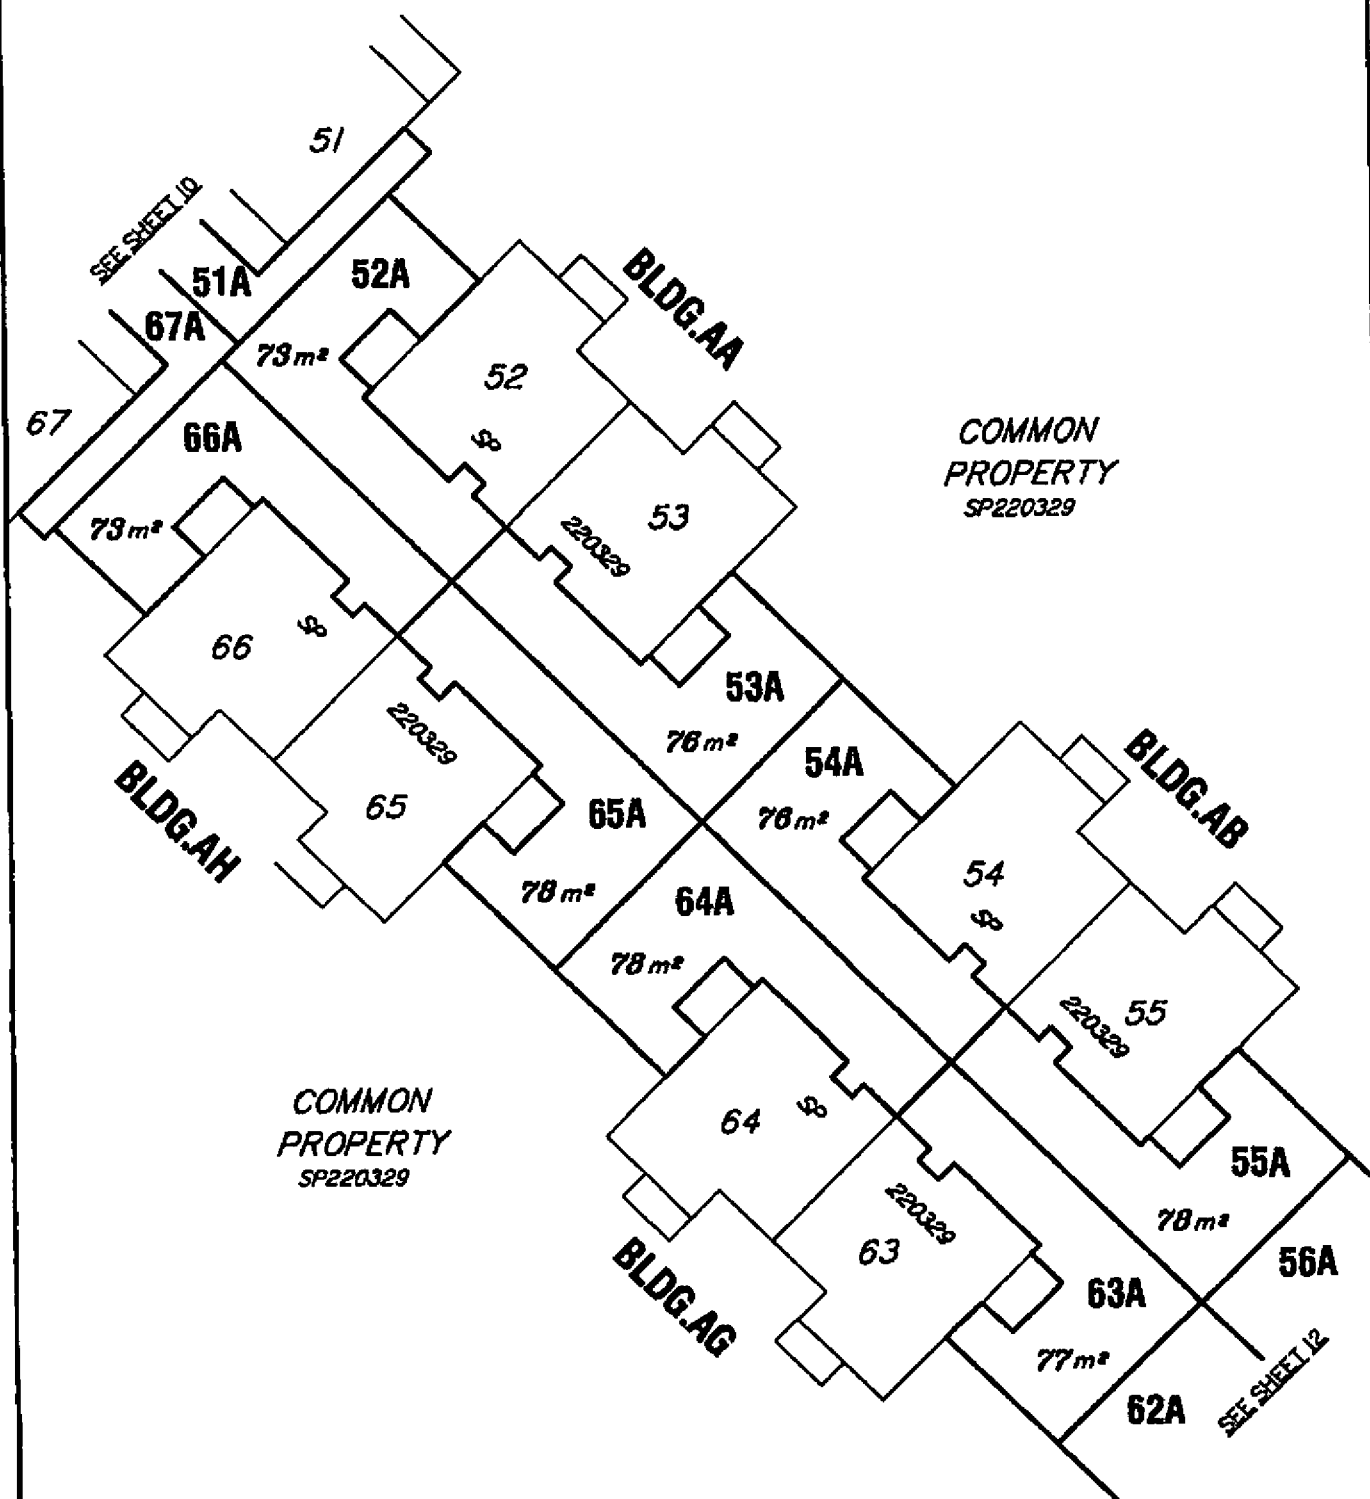 51
SEE SHEET 10
51A
52A
67A
73m²
BLDG.AA
52
67
66A
SP
COMMON
PROPERTY
SP220329
53
220329
73m²
SP
66
53A
220329
76m²
54A
BLDG.AB
BLDG.AH
65
65A
76m²
54
78m²
64A
SP
78m²
220329
55
COMMON
PROPERTY
SP220329
64
SP
55A
220329
78m²
63
56A
BLDG.AG
63A
77m²
62A
SEE SHEET 12